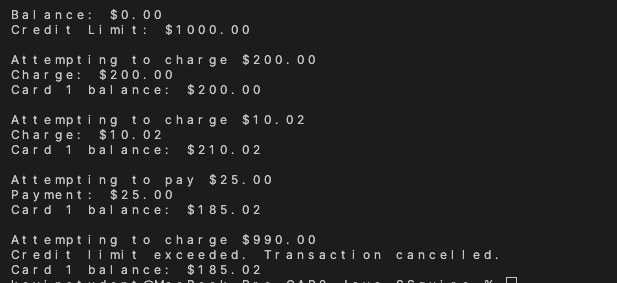 Balance: $0.00
Credit Limit: $1000.00
Attempting to charge $200.00
Charge: $200.00
Card 1 balance: $200.00
Attempting to charge $10.02
Charge: $10.02
Card 1 balance: $210.02
Attempting to pay $25.00
Payment: $25.00
Card 1 balance: $185.02
Attempting to charge $990.00
Credit limit exceeded. Transaction cancelled.
Card 1 balance: $185.02